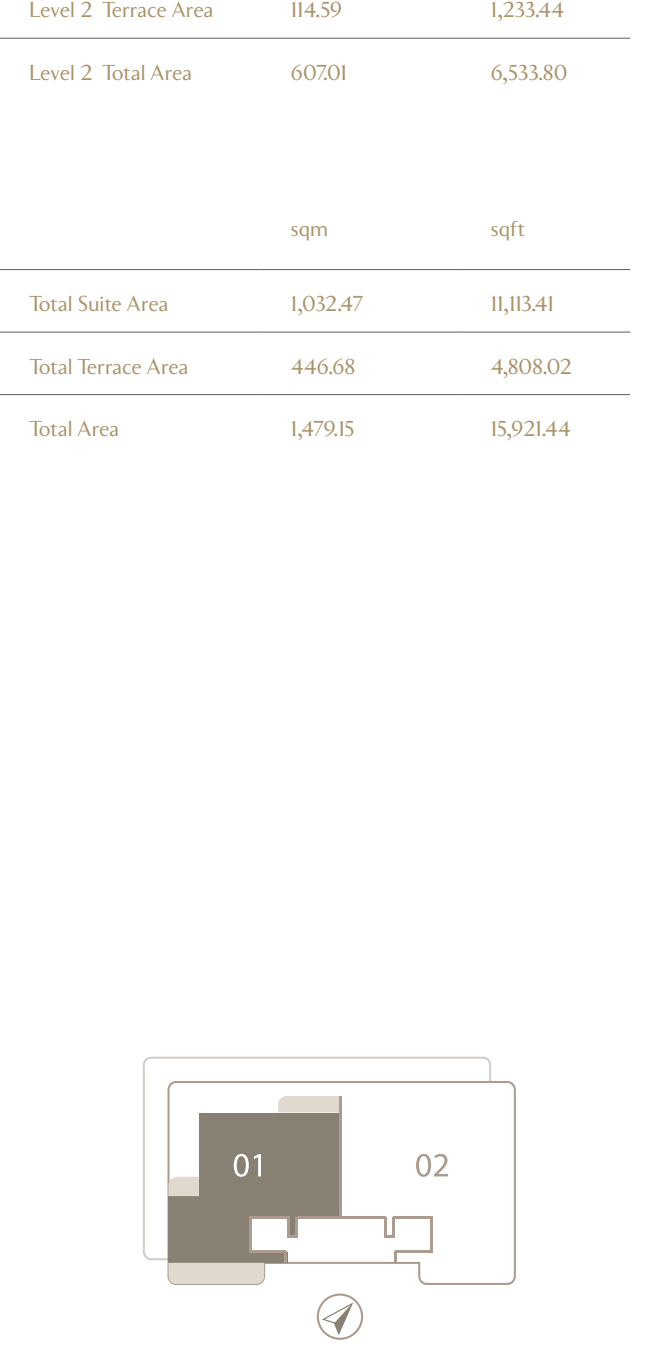 Level 2 Terrace Area 114.59 1,233.44
Level 2 Total Area 607.01 6,533.80
sqm sqft
Total Suite Area 1,032.47 11,113.41
Total Terrace Area 446.68 4,808.02
Total Area 1,479.15 15,921.44
01 02